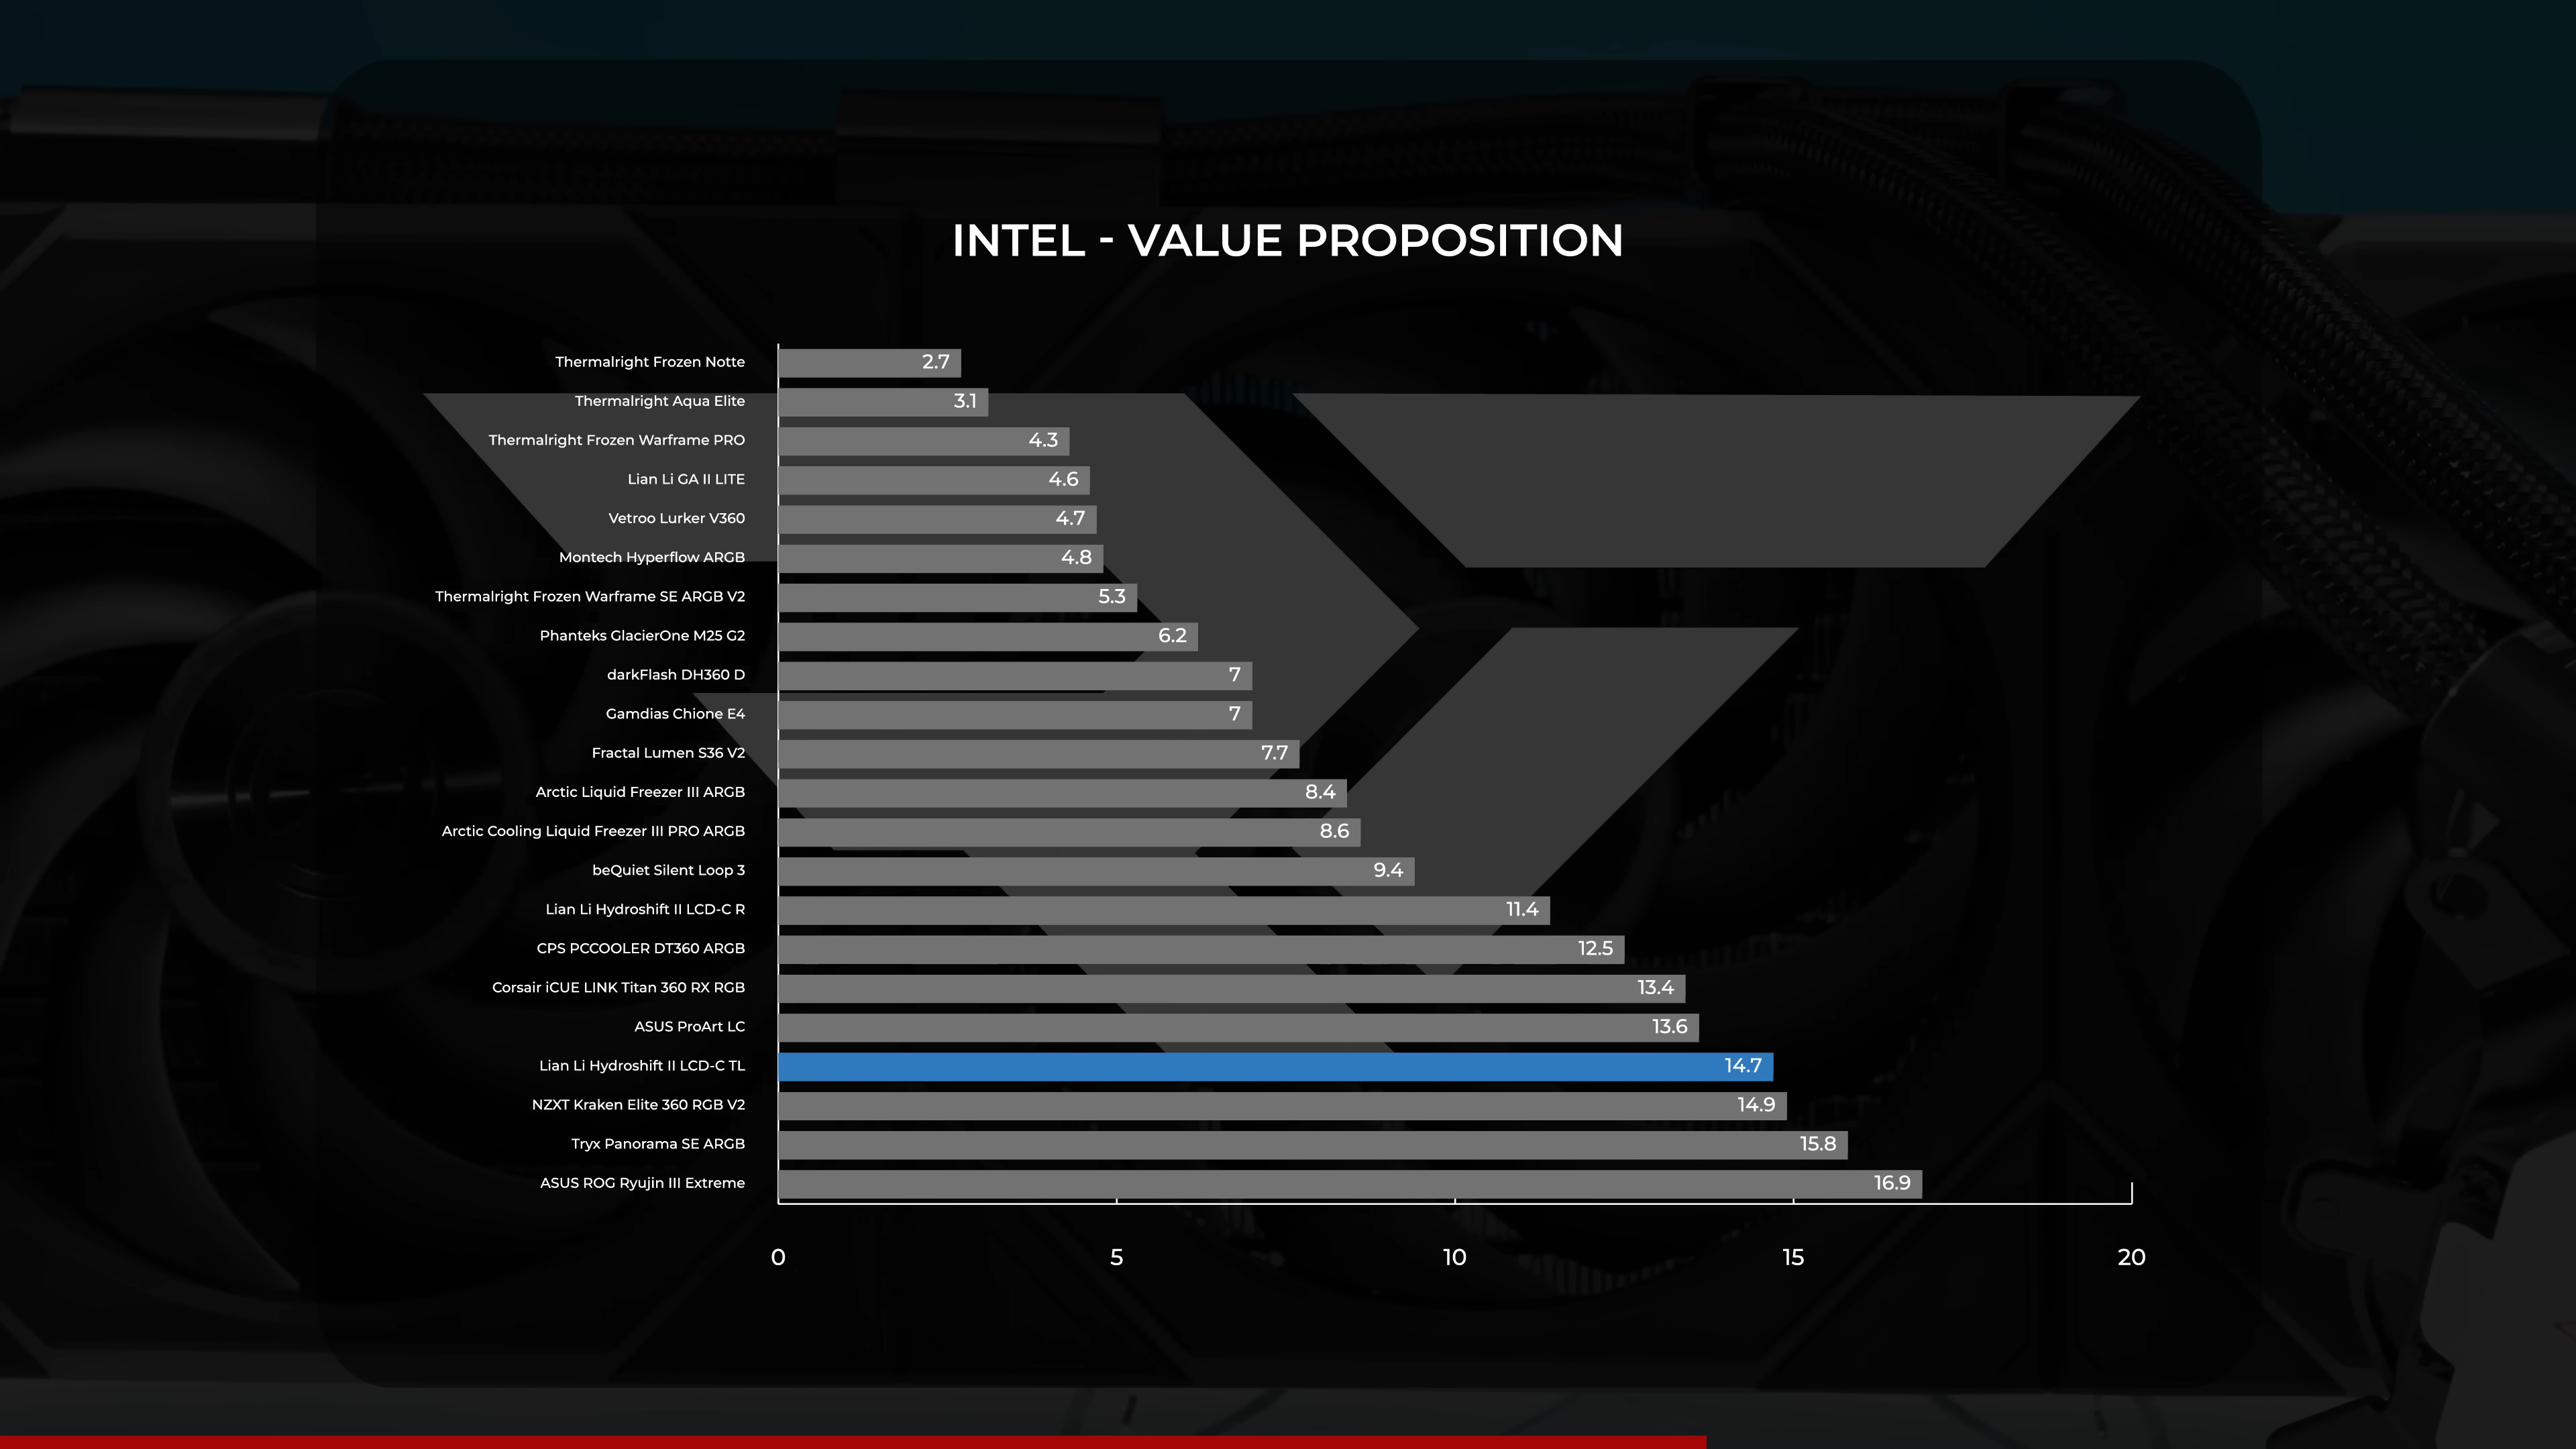 INTEL - VALUE PROPOSITION
Thermalright Frozen Notte 2.7
Thermalright Aqua Elite 3.1
Thermalright Frozen Warframe PRO 4.3
Lian Li GA II LITE 4.6
Vetroo Lurker V360 4.7
Montech Hyperflow ARGB 4.8
Thermalright Frozen Warframe SE ARGB V2 5.3
Phanteks GlacierOne M25 G2 6.2
darkFlash DH360 D 7
Gamdias Chione E4 7
Fractal Lumen S36 V2 7.7
Arctic Liquid Freezer III ARGB 8.4
Arctic Cooling Liquid Freezer III PRO ARGB 8.6
beQuiet Silent Loop 3 9.4
Lian Li Hydroshift II LCD-C R 11.4
CPS PCCOOLER DT360 ARGB 12.5
Corsair iCUE LINK Titan 360 RX RGB 13.4
ASUS ProArt LC 13.6
Lian Li Hydroshift II LCD-C TL 14.7
NZXT Kraken Elite 360 RGB V2 14.9
Tryx Panorama SE ARGB 15.8
ASUS ROG Ryujin III Extreme 16.9
0 5 10 15 20